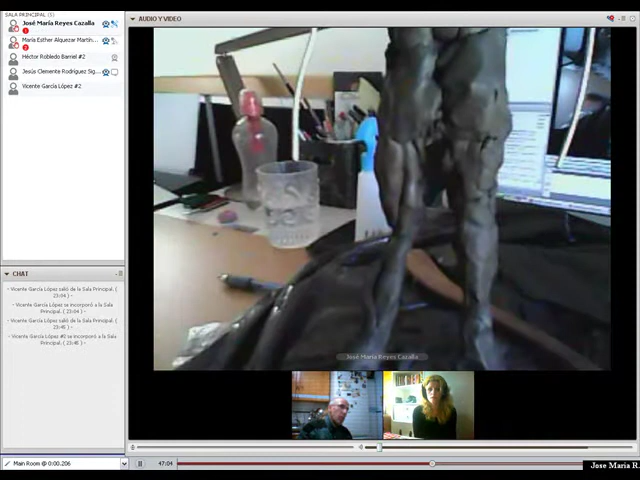 SALA PRINCIPAL (5)
José María Reyes Cazalla
María Esther Alquezar Martín...
Héctor Robledo Barriel #2
Jesús Clemente Rodríguez Sig...
Vicente García López #2
CHAT
- Vicente García López salió de la Sala Principal. ( 23:04 ) -
- Vicente García López se incorporó a la Sala Principal. ( 23:04 ) -
- Vicente García López salió de la Sala Principal. ( 23:45 ) -
- Vicente García López #2 se incorporó a la Sala Principal. ( 23:45 ) -
AUDIO Y VIDEO
José María Reyes Cazalla
Main Room @ 0:00.206
47:04
Jose María R.